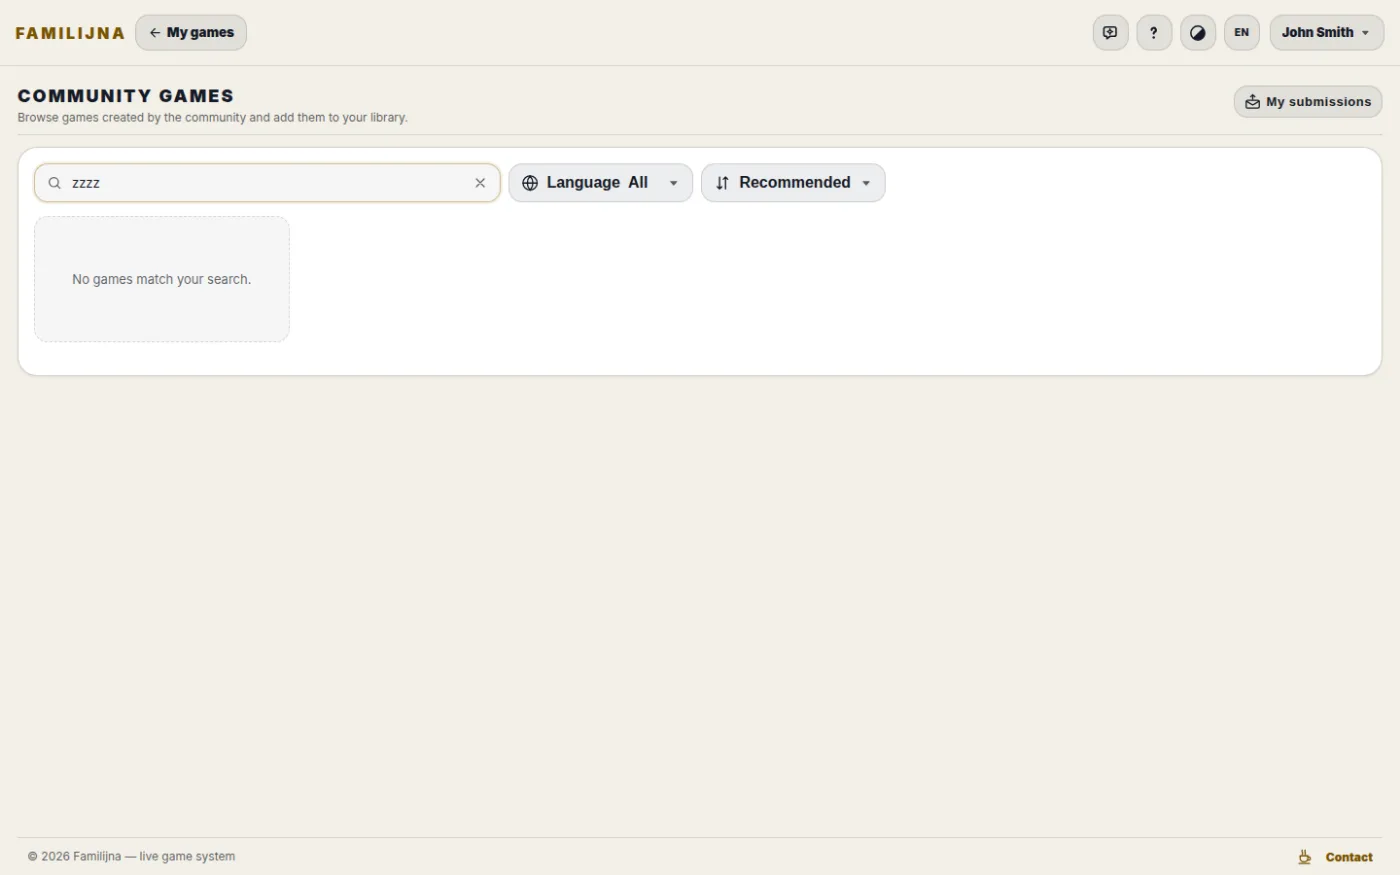 FAMILIJNA
My games
?
EN
John Smith
COMMUNITY GAMES
Browse games created by the community and add them to your library.
My submissions
zzzz
Language All
Recommended
No games match your search.
© 2026 Familijna — live game system
Contact